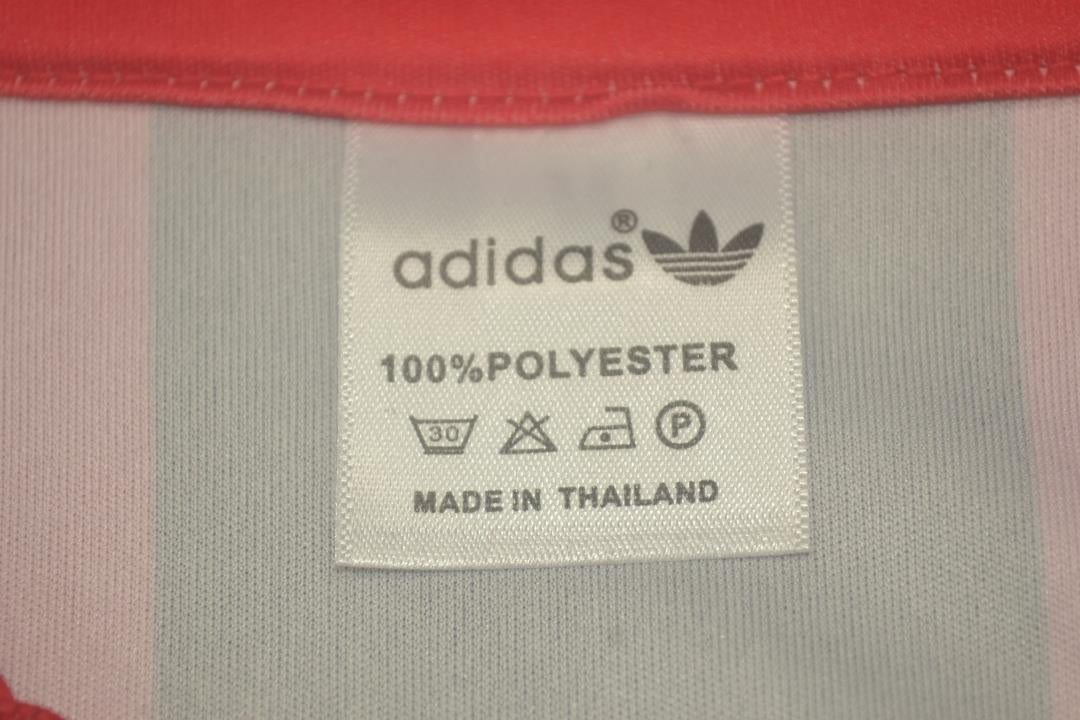 adidas®
100%POLYESTER
30 P
MADE IN THAILAND